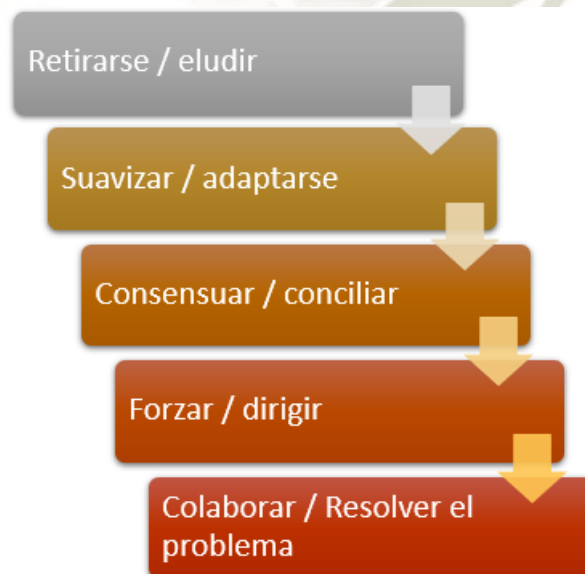 Retirarse / eludir
Suavizar / adaptarse
Consensuar / conciliar
Forzar / dirigir
Colaborar / Resolver el
problema